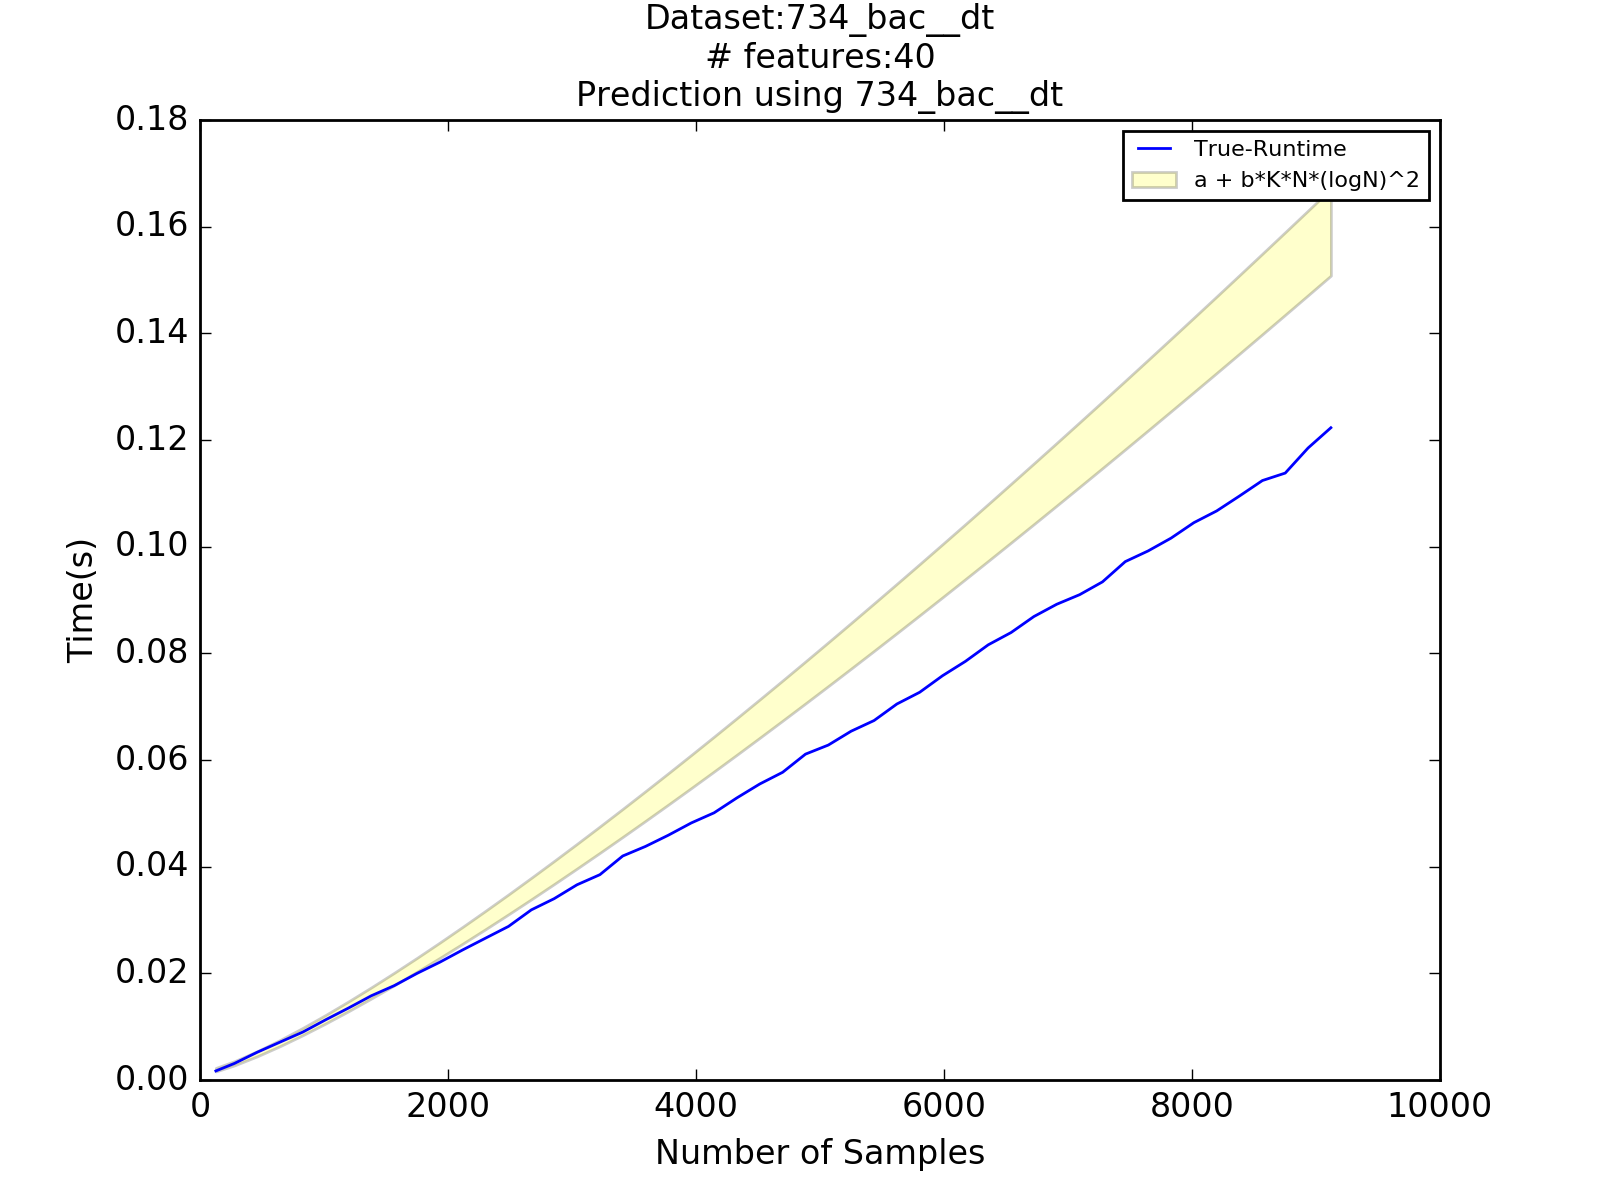 Dataset:734_bac__dt
# features:40
Prediction using 734_bac__dt
True-Runtime
a + b*K*N*(logN)^2
0.18
0.16
0.14
0.12
0.10
0.08
0.06
0.04
0.02
0.00
Time(s)
0 2000 4000 6000 8000 10000
Number of Samples